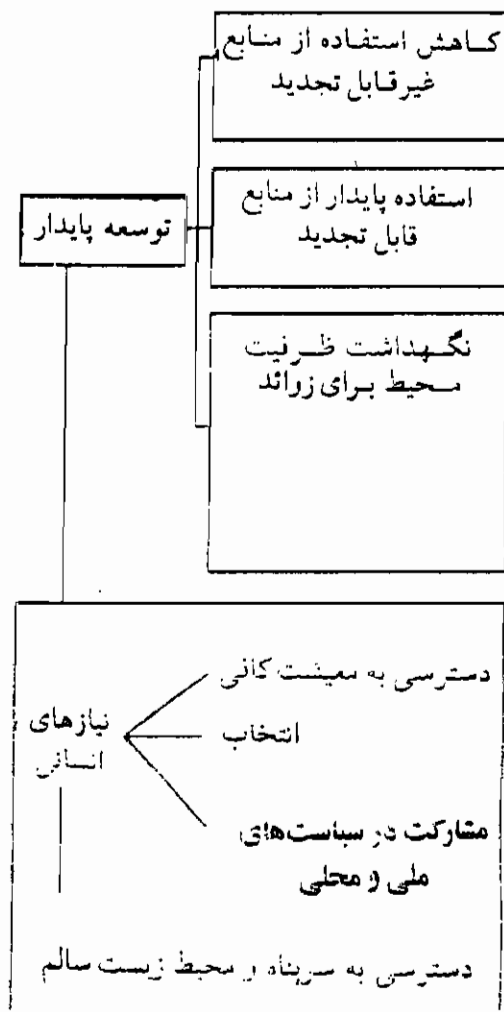 کاهش استفاده از منابع
غیرقابل تجدید
استفاده پایدار از منابع
قابل تجدید
توسعه پایدار
نگهداشت ظرفیت
محیط برای زوائد
دسترسی به معیشت کافی
نیازهای
انسانی
انتخاب
مشارکت در سیاست‌های
ملی و محلی
دسترسی به سرپناه و محیط زیست سالم